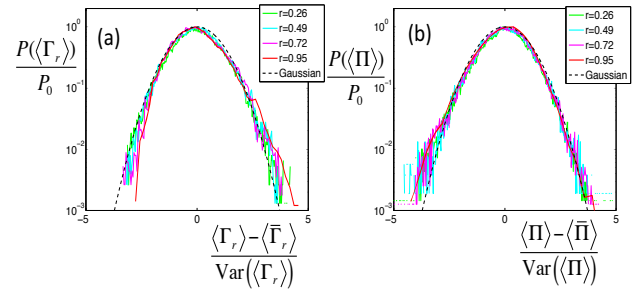 (a)
P(⟨Γ_r⟩)
P_0
10^0
10^-1
10^-2
10^-3
-5 0 5
r=0.26
r=0.49
r=0.72
r=0.95
Gaussian
⟨Γ_r⟩-⟨Γ̄_r⟩
Var(⟨Γ_r⟩)
(b)
P(⟨Π⟩)
P_0
10^0
10^-1
10^-2
10^-3
-5 0 5
r=0.26
r=0.49
r=0.72
r=0.95
Gaussian
⟨Π⟩-⟨Π̄⟩
Var(⟨Π⟩)